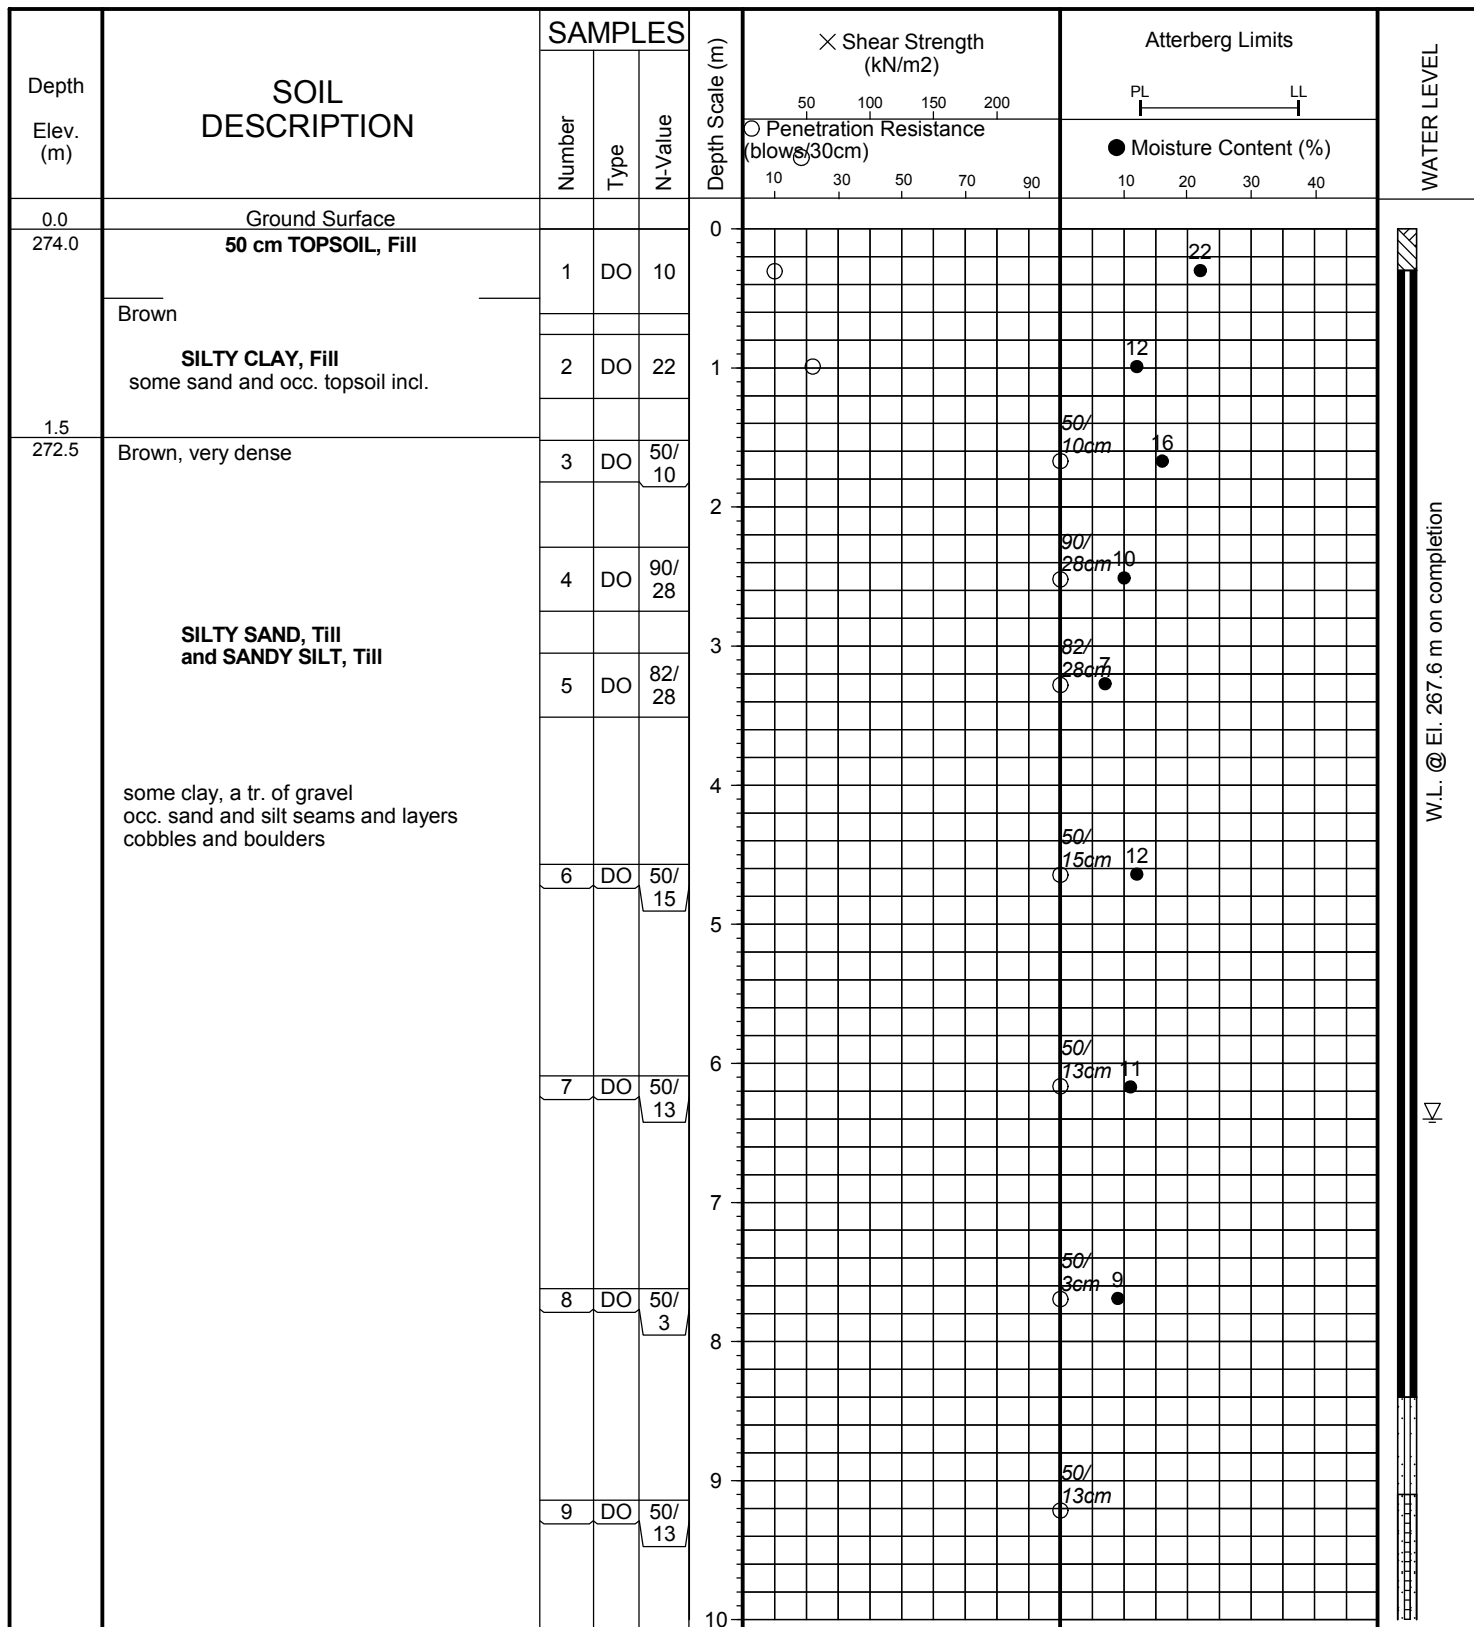 Depth
Elev.
(m)
SOIL
DESCRIPTION
SAMPLES
Number
Type
N-Value
Depth Scale (m)
× Shear Strength
(kN/m2)
50 100 150 200
Penetration Resistance
(blows/30cm)
10 30 50 70 90
Atterberg Limits
PL LL
Moisture Content (%)
10 20 30 40
WATER LEVEL
0.0 Ground Surface
274.0 50 cm TOPSOIL, Fill
0
1 DO 10
22
Brown
SILTY CLAY, Fill
some sand and occ. topsoil incl.
2 DO 22
1
12
1.5
272.5 Brown, very dense
3 DO 50/
10
50/
10cm
16
2
4 DO 90/
28
90/
28cm
10
SILTY SAND, Till
and SANDY SILT, Till
3
5 DO 82/
28
82/
28cm
7
some clay, a tr. of gravel
occ. sand and silt seams and layers
cobbles and boulders
4
6 DO 50/
15
50/
15cm
12
5
6
7 DO 50/
13
50/
13cm
11
7
8 DO 50/
3
50/
3cm
9
8
9
9 DO 50/
13
50/
13cm
10
W.L. @ El. 267.6 m on completion